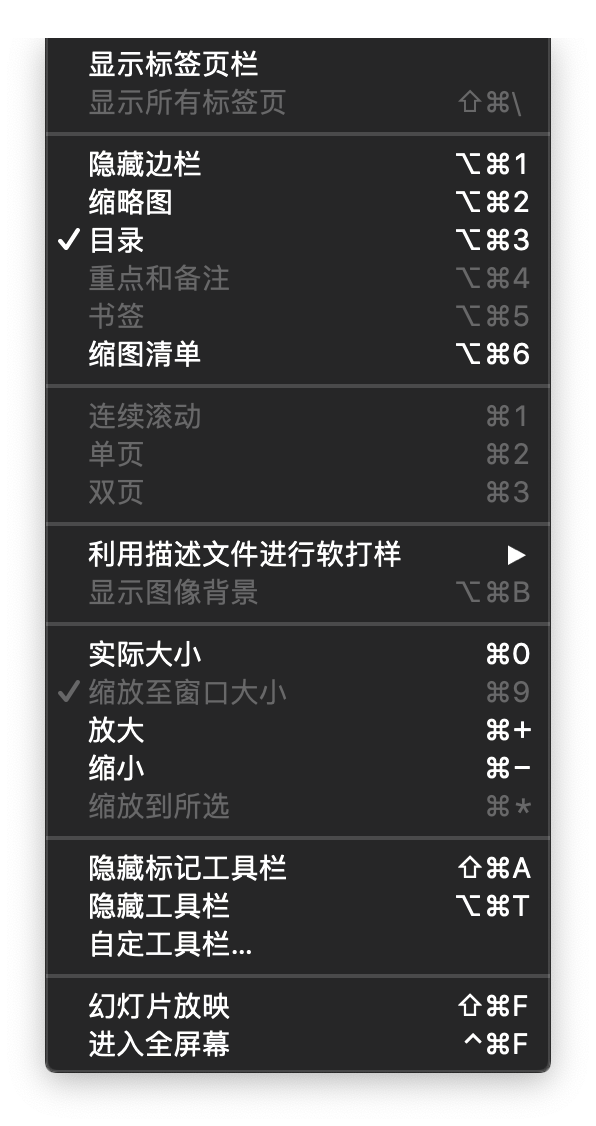 显示标签页栏
显示所有标签页 ⇧⌘\
隐藏边栏 ⌥⌘1
缩略图 ⌥⌘2
✓ 目录 ⌥⌘3
重点和备注 ⌥⌘4
书签 ⌥⌘5
缩图清单 ⌥⌘6
连续滚动 ⌘1
单页 ⌘2
双页 ⌘3
利用描述文件进行软打样 ▶
显示图像背景 ⌥⌘B
实际大小 ⌘0
✓ 缩放至窗口大小 ⌘9
放大 ⌘+
缩小 ⌘−
缩放到所选 ⌘*
隐藏标记工具栏 ⇧⌘A
隐藏工具栏 ⌥⌘T
自定工具栏...
幻灯片放映 ⇧⌘F
进入全屏幕 ^⌘F